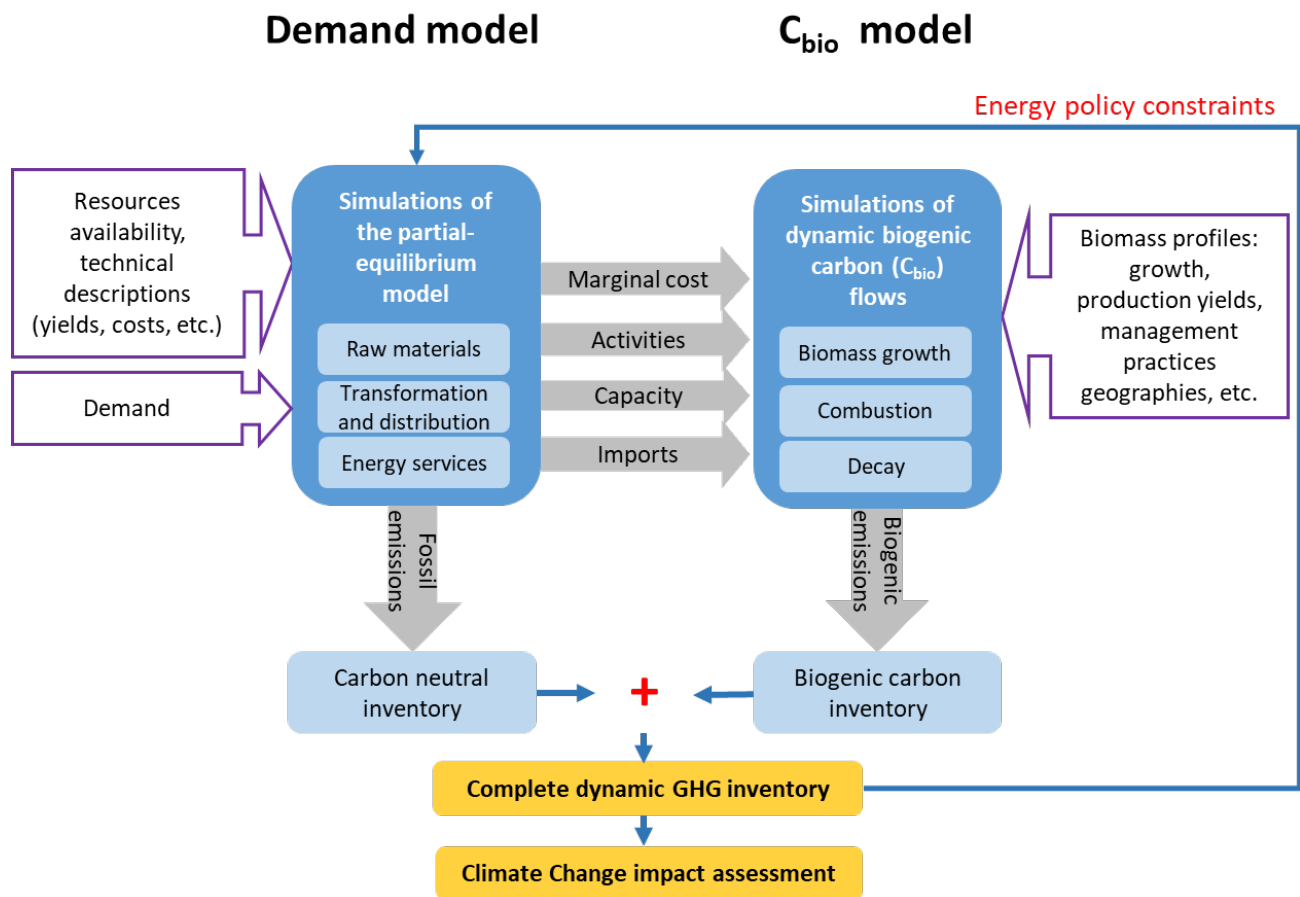 Demand model
C_bio model
Energy policy constraints
Resources
availability,
technical
descriptions
(yields, costs, etc.)
Demand
Simulations of
the partial-
equilibrium
model
Raw materials
Transformation
and distribution
Energy services
Marginal cost
Activities
Capacity
Imports
Simulations of
dynamic biogenic
carbon (C_bio)
flows
Biomass growth
Combustion
Decay
Biomass profiles:
growth,
production yields,
management
practices
geographies, etc.
Fossil
emissions
Biogenic
emissions
Carbon neutral
inventory
+
Biogenic carbon
inventory
Complete dynamic GHG inventory
Climate Change impact assessment